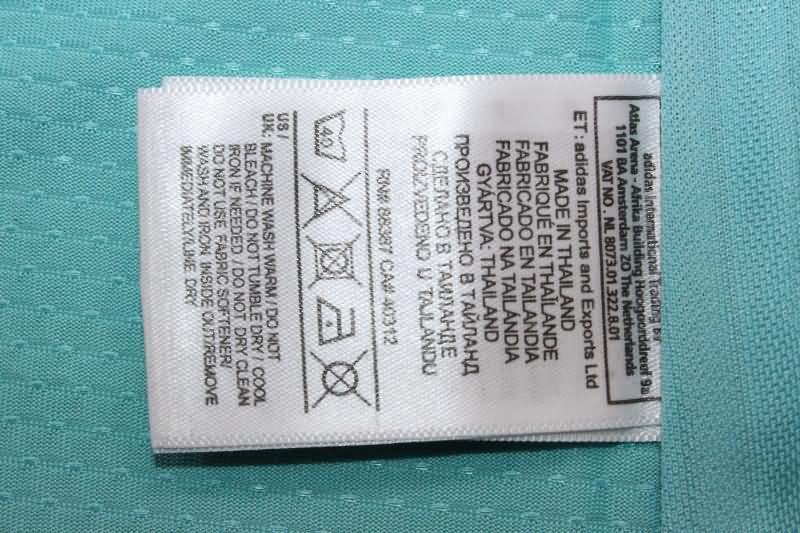 adidas International Trading bv
Atlas Arena - Afrika Building Hoogoorddreef 9a
1101 BA Amsterdam ZO The Netherlands
VAT NO. NL 8073.01.322.B.01
ET: adidas Imports and Exports Ltd
MADE IN THAILAND
FABRIQUÉ EN THAÏLANDE
FABRICADO EN TAILANDIA
FABRICADO NA TAILÂNDIA
GYÁRTVA: THAILAND
ПРОИЗВЕДЕНО В ТАЙЛАНД
СДЕЛАНО В ТАИЛАНДЕ
PROIZVEDENO U TAJLANDU
RN# 88387 CA# 40312
40
US /
UK: MACHINE WASH WARM / DO NOT
BLEACH / DO NOT TUMBLE DRY / COOL
IRON IF NEEDED / DO NOT DRY CLEAN
DO NOT USE FABRIC SOFTENER/
WASH AND IRON INSIDE OUT/REMOVE
IMMEDIATELY/LINE DRY